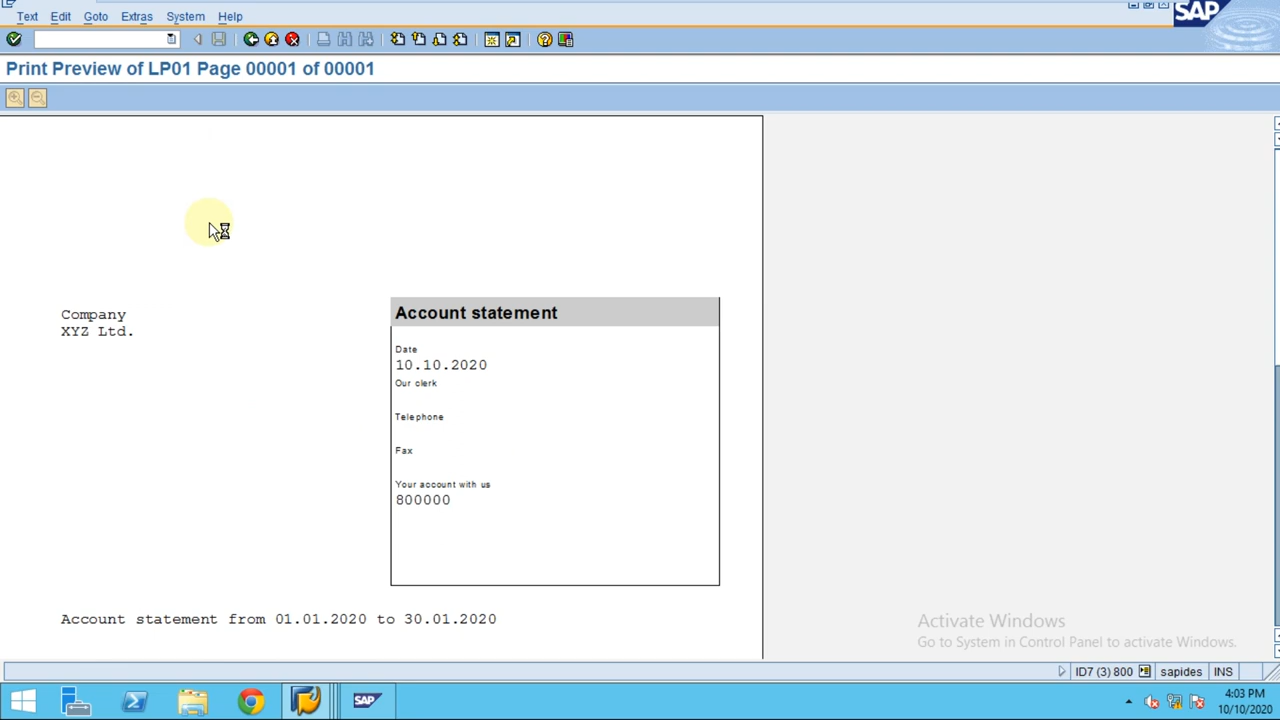 Text Edit Goto Extras System Help
SAP
Print Preview of LP01 Page 00001 of 00001
Company
XYZ Ltd.
Account statement
Date
10.10.2020
Our clerk
Telephone
Fax
Your account with us
800000
Account statement from 01.01.2020 to 30.01.2020
Activate Windows
Go to System in Control Panel to activate Windows.
ID7 (3) 800 sapides INS
SAP
4:03 PM
10/10/2020